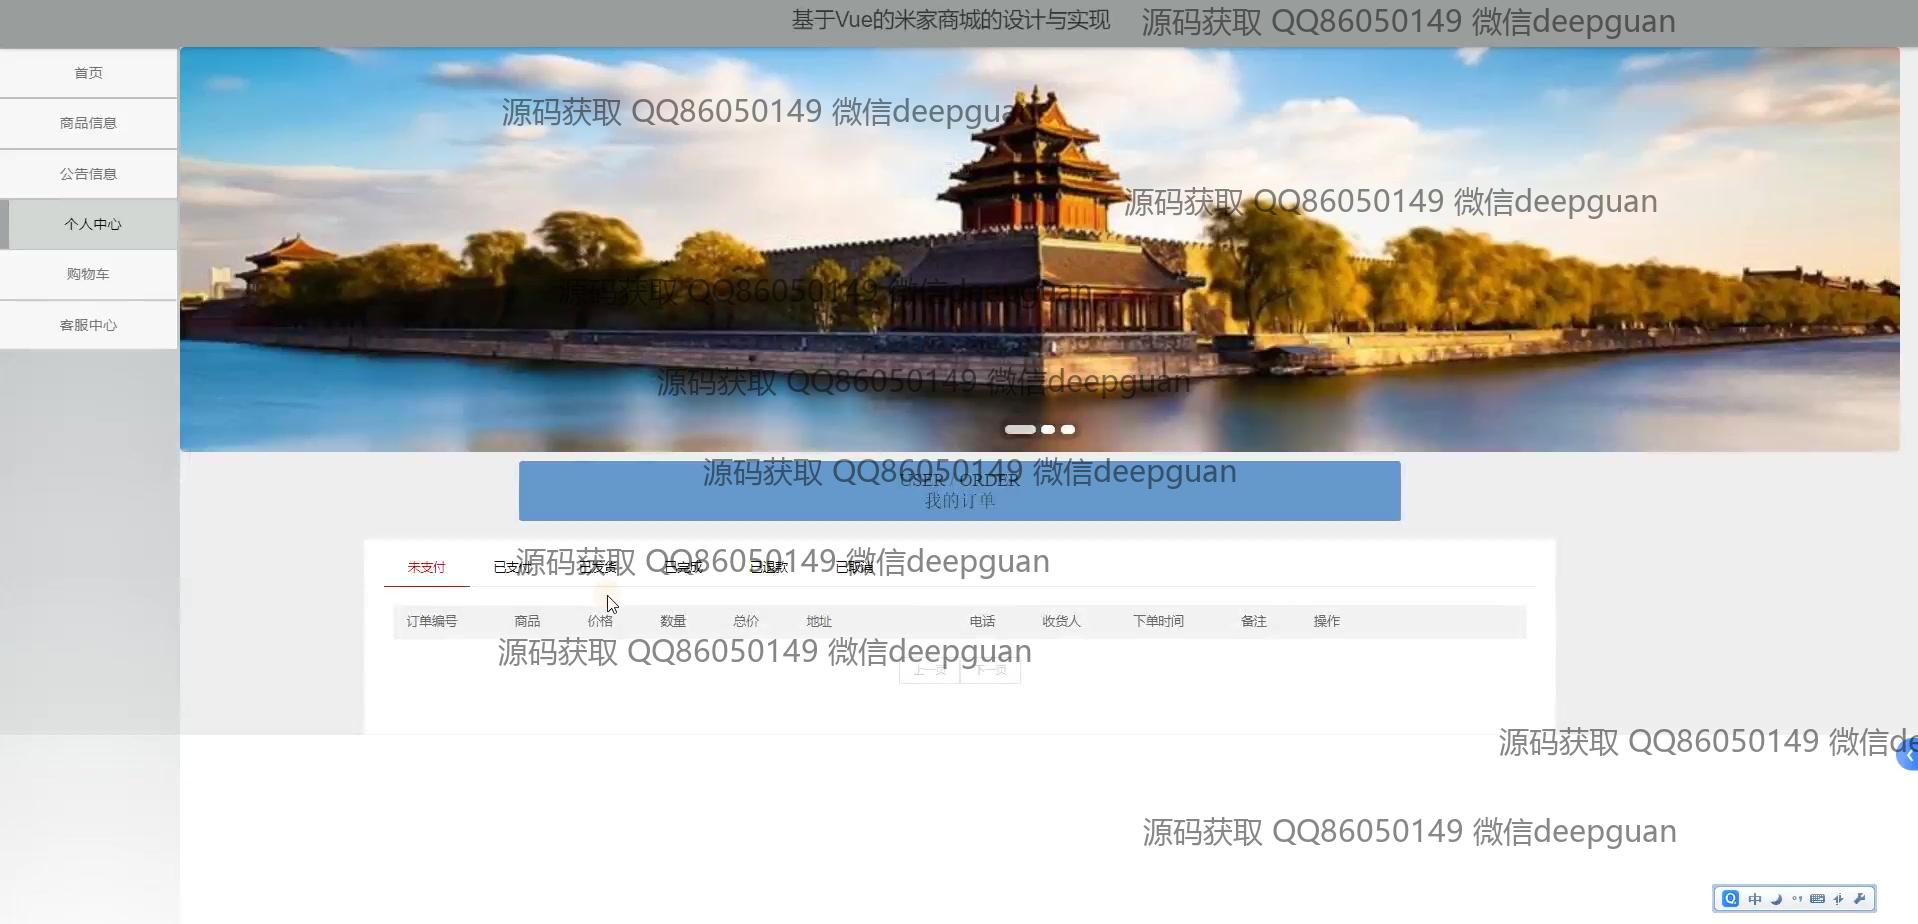 基于Vue的米家商城的设计与实现
源码获取 QQ86050149 微信deepguan
首页
商品信息
公告信息
个人中心
购物车
客服中心
源码获取 QQ86050149 微信deepguan
源码获取 QQ86050149 微信deepguan
源码获取 QQ86050149 微信deepguan
源码获取 QQ86050149 微信deepguan
源码获取 QQ86050149 微信deepguan
USER / ORDER
我的订单
源码获取 QQ86050149 微信deepguan
未支付 已支付 已发货 已完成 已退款 已取消
订单编号 商品 价格 数量 总价 地址 电话 收货人 下单时间 备注 操作
源码获取 QQ86050149 微信deepguan
上一页 下一页
源码获取 QQ86050149 微信de
源码获取 QQ86050149 微信deepguan
中